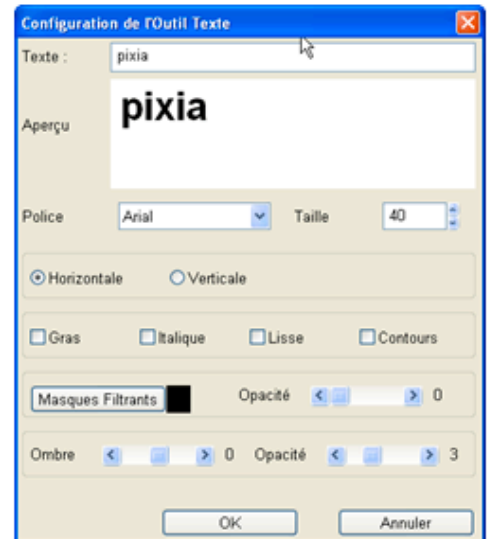 Configuration de l'Outil Texte
Texte : pixia
Aperçu pixia
Police Arial Taille 40
Horizontale Verticale
Gras Italique Lisse Contours
Masques Filtrants Opacité 0
Ombre 0 Opacité 3
OK Annuler